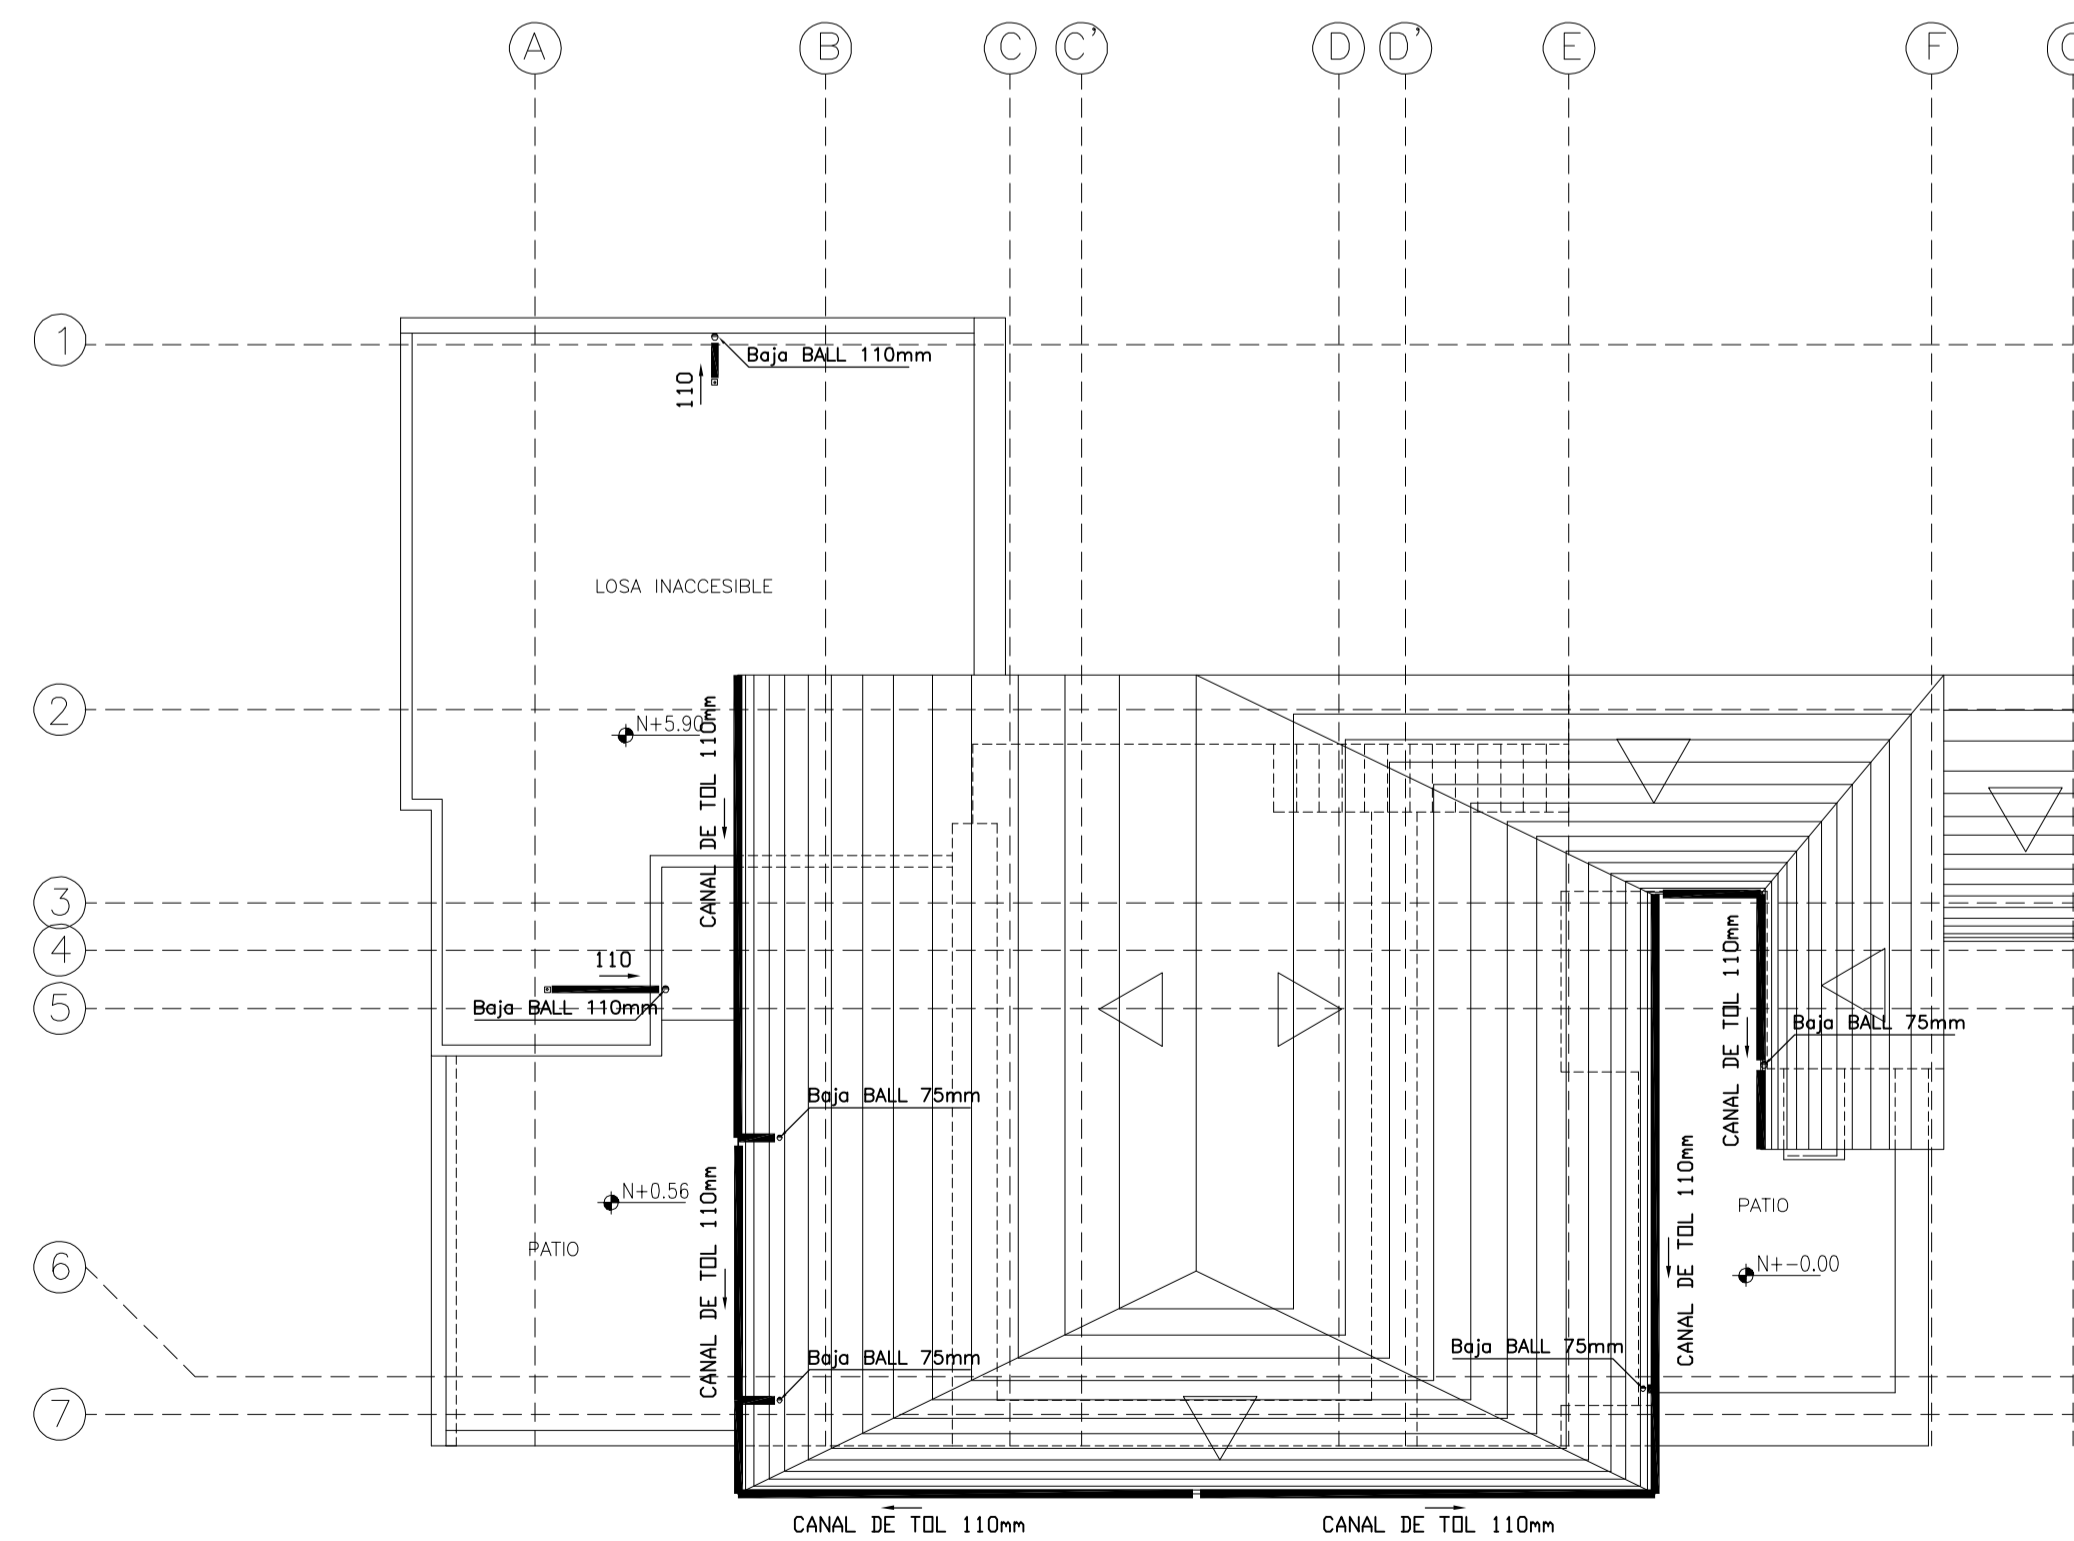 A B C C' D D' E F
1
Baja BALL 110mm
110
LOSA INACCESIBLE
2
N+5.90
CANAL DE TOL 110mm
3
4
110
5
Baja BALL 110mm
CANAL DE TOL 110mm
Baja BALL 75mm
Baja BALL 75mm
N+0.56
CANAL DE TOL 110mm
PATIO
CANAL DE TOL 110mm
PATIO
N+-0.00
6
Baja BALL 75mm
Baja BALL 75mm
7
CANAL DE TOL 110mm
CANAL DE TOL 110mm